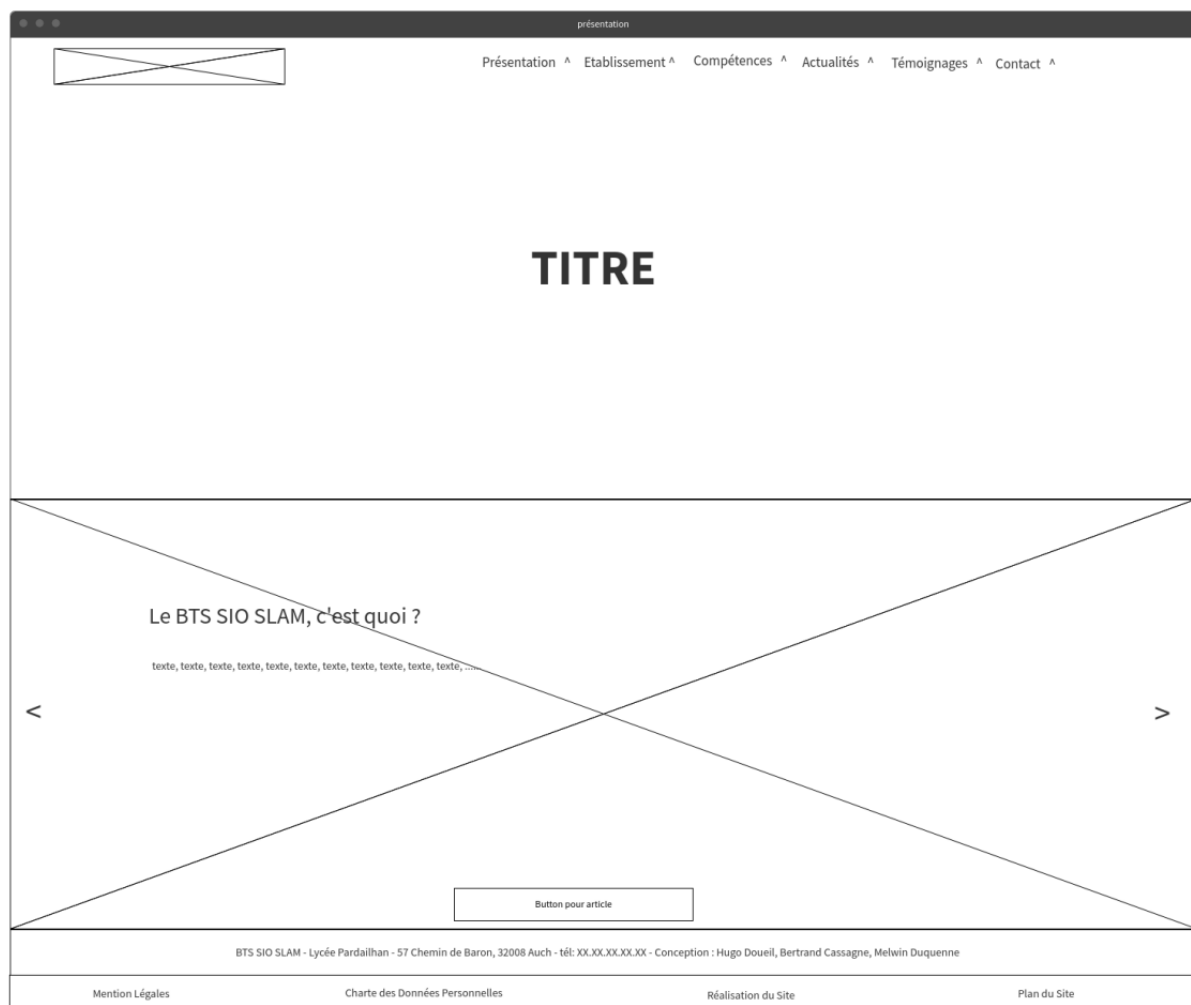 présentation
Présentation ^ Etablissement ^ Compétences ^ Actualités ^ Témoignages ^ Contact ^
TITRE
Le BTS SIO SLAM, c'est quoi ?
texte, texte, texte, texte, texte, texte, texte, texte, texte, texte, texte, .....
< >
Button pour article
BTS SIO SLAM - Lycée Pardailhan - 57 Chemin de Baron, 32008 Auch - tél: XX.XX.XX.XX.XX - Conception : Hugo Doueil, Bertrand Cassagne, Melwin Duquenne
Mention Légales Charte des Données Personnelles Réalisation du Site Plan du Site